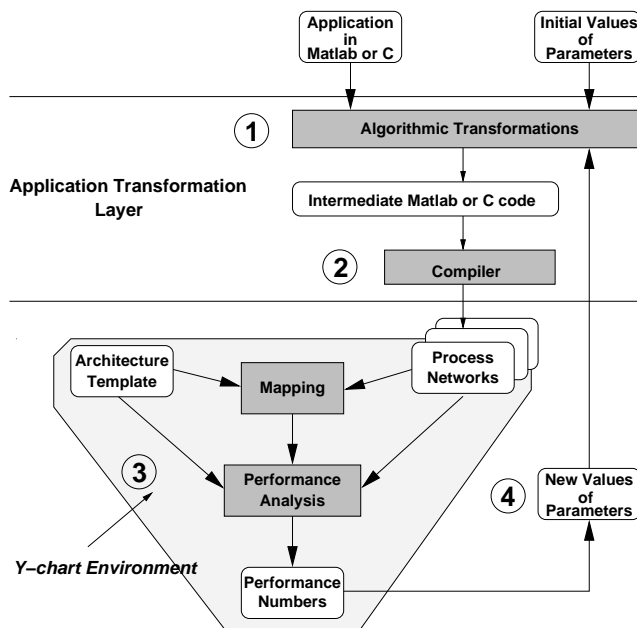 Application
in
Matlab or C
Initial Values
of
Parameters
1
Algorithmic Transformations
Application Transformation
Layer
Intermediate Matlab or C code
2
Compiler
Architecture
Template
Mapping
Process
Networks
3
Performance
Analysis
4
New Values
of
Parameters
Y–chart Environment
Performance
Numbers